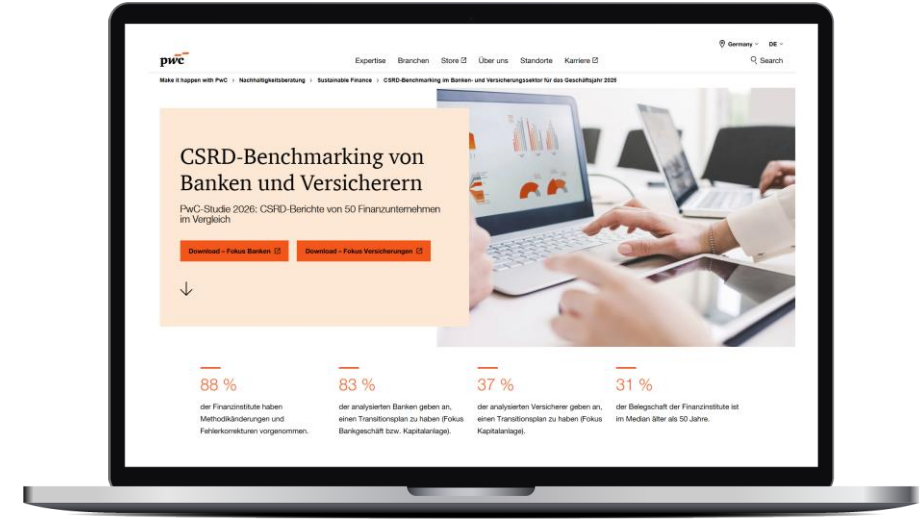 Germany
DE
pwc
Expertise Branchen Store Über uns Standorte Karriere
Search
Make it happen with PwC > Nachhaltigkeitsberatung > Sustainable Finance > CSRD-Benchmarking im Banken- und Versicherungssektor für das Geschäftsjahr 2025
CSRD-Benchmarking von
Banken und Versicherern
PwC-Studie 2026: CSRD-Berichte von 50 Finanzunternehmen
im Vergleich
Download – Fokus Banken
Download – Fokus Versicherungen
88 %
der Finanzinstitute haben
Methodikänderungen und
Fehlerkorrekturen vorgenommen.
83 %
der analysierten Banken geben an,
einen Transitionsplan zu haben (Fokus
Bankgeschäft bzw. Kapitalanlage).
37 %
der analysierten Versicherer geben an,
einen Transitionsplan zu haben (Fokus
Kapitalanlage).
31 %
der Belegschaft der Finanzinstitute ist
im Median älter als 50 Jahre.